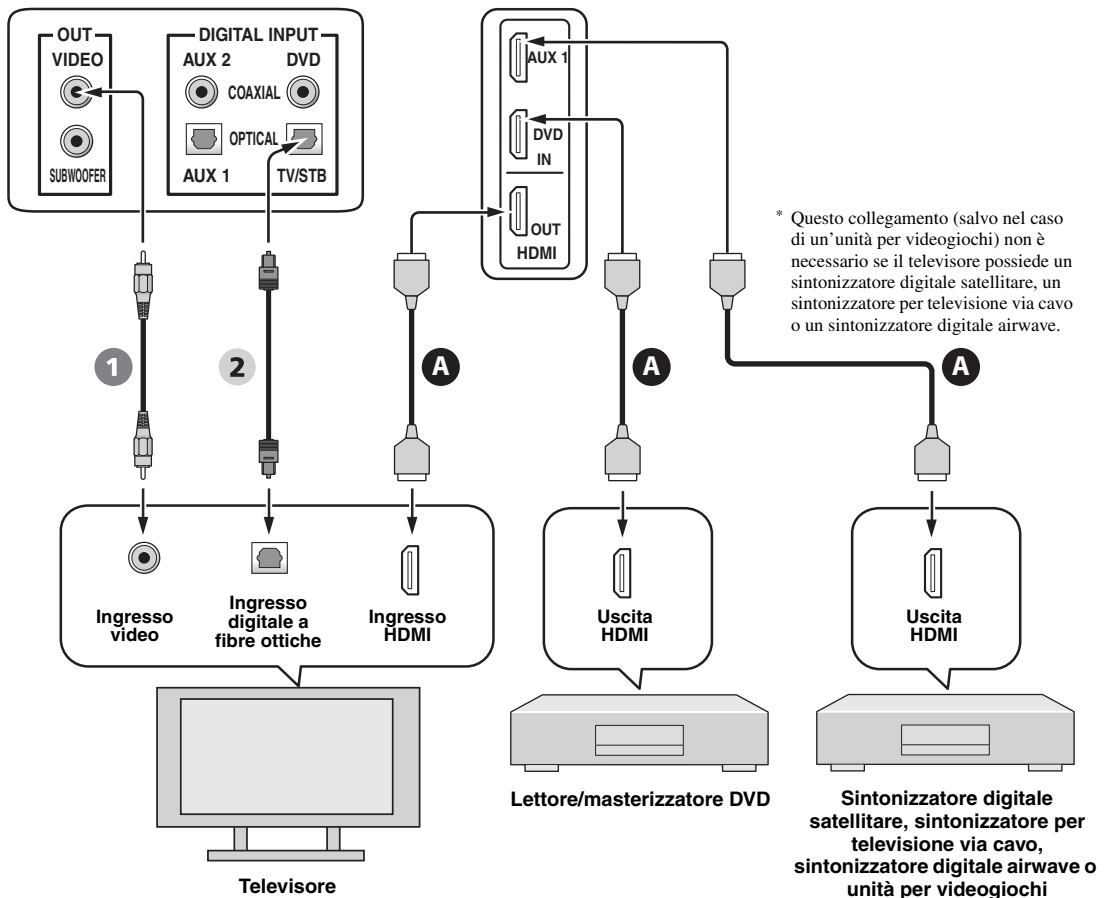 OUT
VIDEO
SUBWOOFER
DIGITAL INPUT
AUX 2
DVD
COAXIAL
OPTICAL
AUX 1
TV/STB
AUX 1
DVD
IN
OUT
HDMI
* Questo collegamento (salvo nel caso
di un'unità per videogiochi) non è
necessario se il televisore possiede un
sintonizzatore digitale satellitare, un
sintonizzatore per televisione via cavo
o un sintonizzatore digitale airwave.
1
2
A
A
A
Ingresso
video
Ingresso
digitale a
fibre ottiche
Ingresso
HDMI
Uscita
HDMI
Uscita
HDMI
Televisore
Lettore/masterizzatore DVD
Sintonizzatore digitale
satellitare, sintonizzatore per
televisione via cavo,
sintonizzatore digitale airwave o
unità per videogiochi